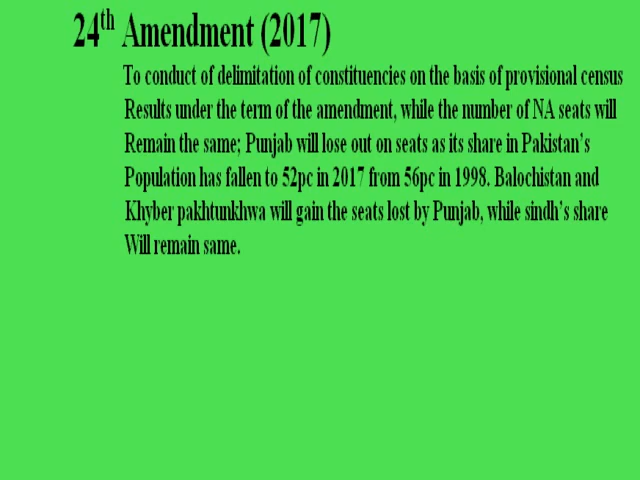 24th Amendment (2017)
To conduct of delimitation of constituencies on the basis of provisional census
Results under the term of the amendment, while the number of NA seats will
Remain the same; Punjab will lose out on seats as its share in Pakistan's
Population has fallen to 52pc in 2017 from 56pc in 1998. Balochistan and
Khyber pakhtunkhwa will gain the seats lost by Punjab, while sindh's share
Will remain same.